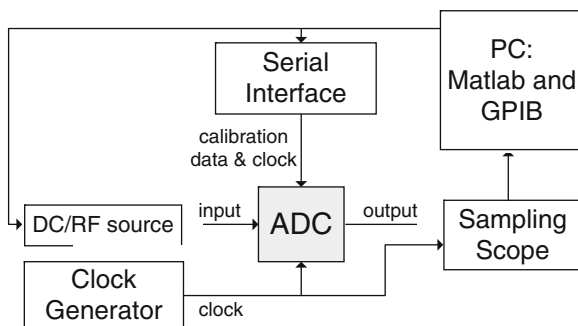 Serial
Interface
PC:
Matlab and
GPIB
calibration
data & clock
DC/RF source
input
ADC
output
Sampling
Scope
Clock
Generator
clock